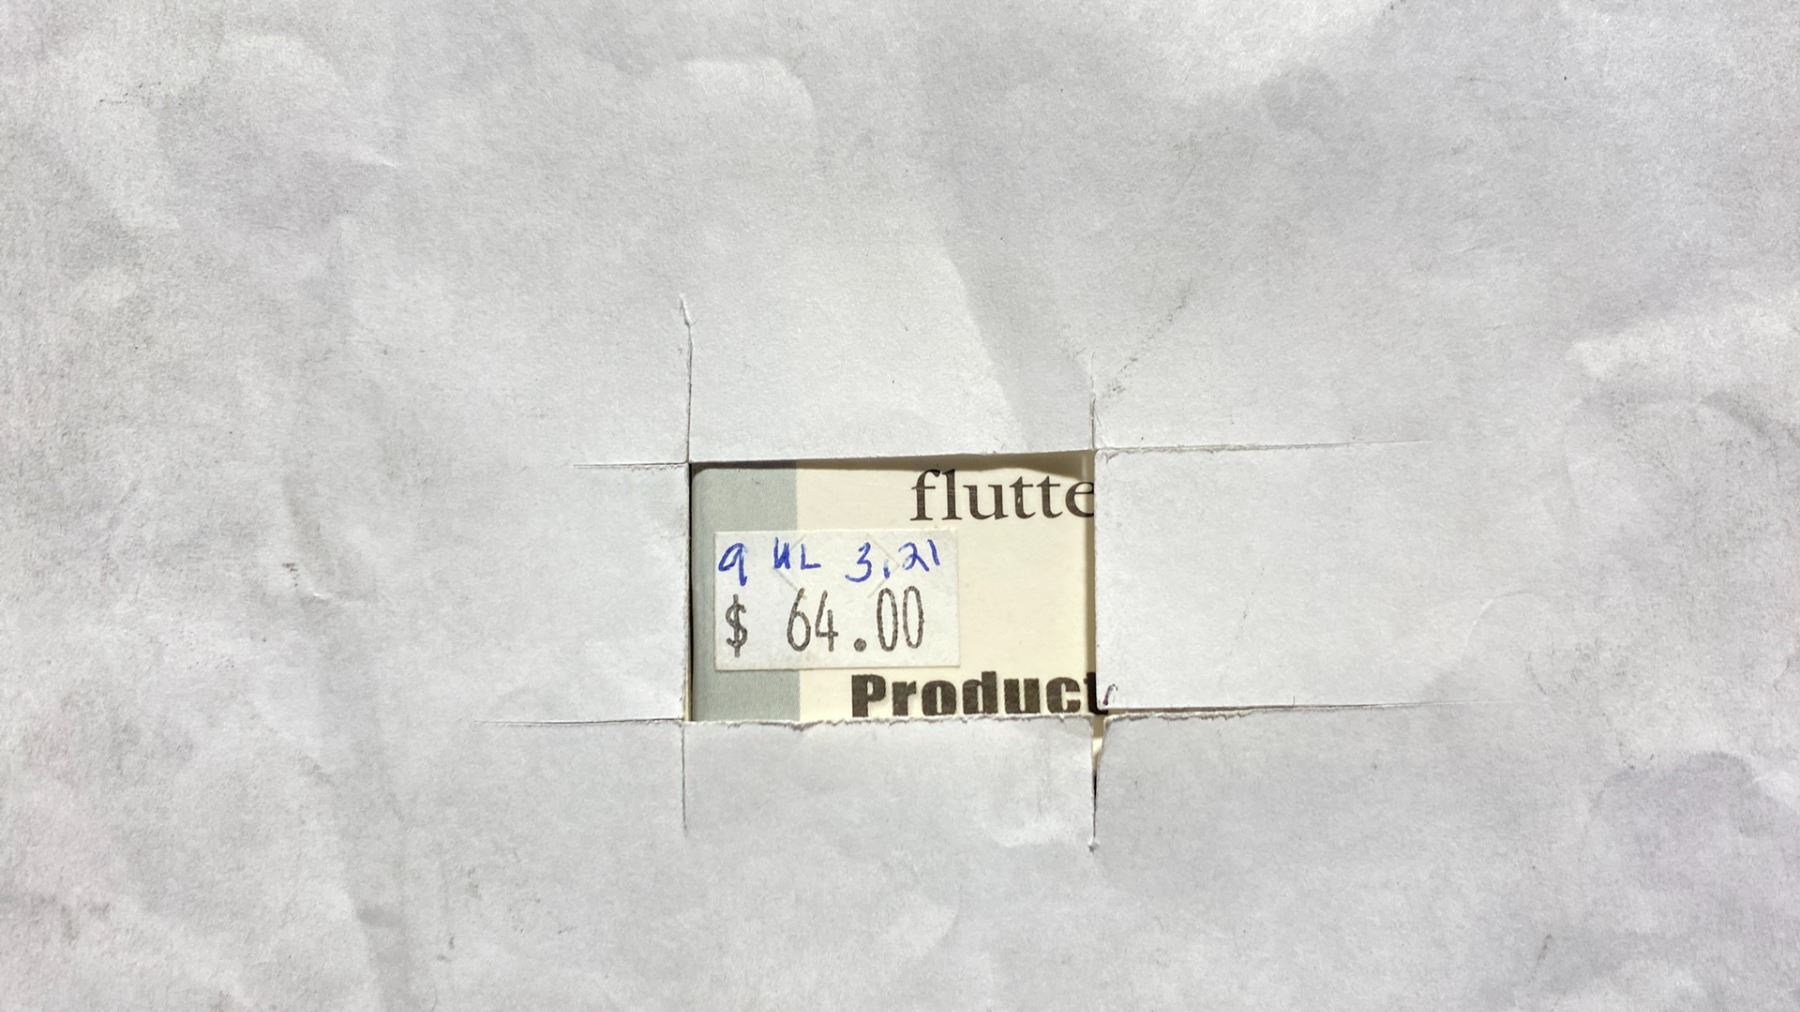 flutte
9 UL 3.21
$ 64.00
Product